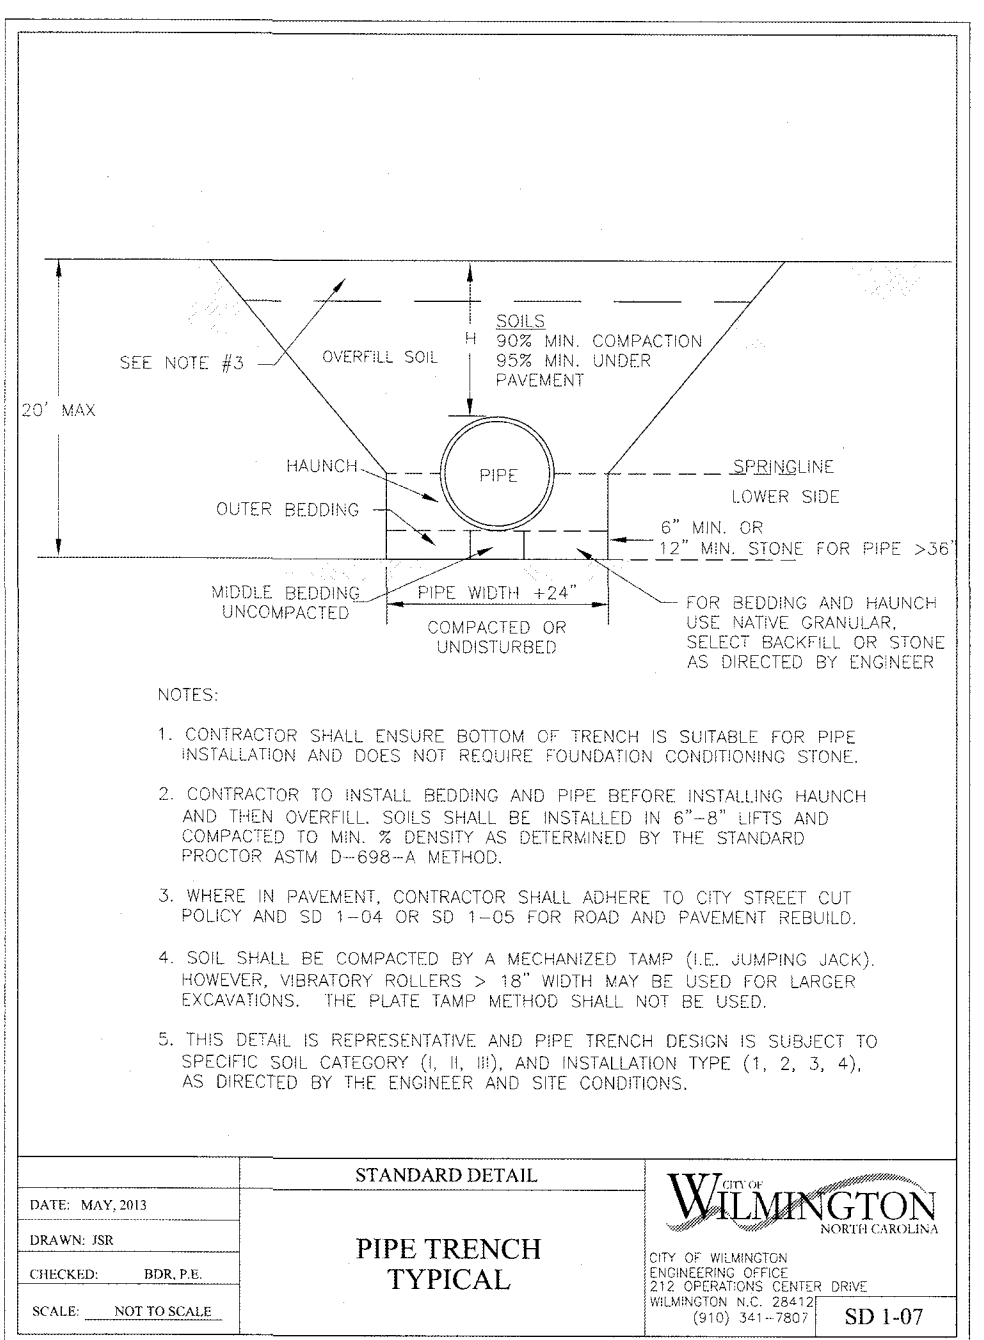 20' MAX
SEE NOTE #3
OVERFILL SOIL
H
SOILS
90% MIN. COMPACTION
95% MIN. UNDER
PAVEMENT
HAUNCH
PIPE
SPRINGLINE
LOWER SIDE
OUTER BEDDING
6" MIN. OR
12" MIN. STONE FOR PIPE >36"
MIDDLE BEDDING
UNCOMPACTED
PIPE WIDTH +24"
COMPACTED OR
UNDISTURBED
FOR BEDDING AND HAUNCH
USE NATIVE GRANULAR,
SELECT BACKFILL OR STONE
AS DIRECTED BY ENGINEER
NOTES:
1. CONTRACTOR SHALL ENSURE BOTTOM OF TRENCH IS SUITABLE FOR PIPE
INSTALLATION AND DOES NOT REQUIRE FOUNDATION CONDITIONING STONE.
2. CONTRACTOR TO INSTALL BEDDING AND PIPE BEFORE INSTALLING HAUNCH
AND THEN OVERFILL. SOILS SHALL BE INSTALLED IN 6"-8" LIFTS AND
COMPACTED TO MIN. % DENSITY AS DETERMINED BY THE STANDARD
PROCTOR ASTM D-698-A METHOD.
3. WHERE IN PAVEMENT, CONTRACTOR SHALL ADHERE TO CITY STREET CUT
POLICY AND SD 1-04 OR SD 1-05 FOR ROAD AND PAVEMENT REBUILD.
4. SOIL SHALL BE COMPACTED BY A MECHANIZED TAMP (I.E. JUMPING JACK).
HOWEVER, VIBRATORY ROLLERS > 18" WIDTH MAY BE USED FOR LARGER
EXCAVATIONS. THE PLATE TAMP METHOD SHALL NOT BE USED.
5. THIS DETAIL IS REPRESENTATIVE AND PIPE TRENCH DESIGN IS SUBJECT TO
SPECIFIC SOIL CATEGORY (I, II, III), AND INSTALLATION TYPE (1, 2, 3, 4),
AS DIRECTED BY THE ENGINEER AND SITE CONDITIONS.
DATE: MAY, 2013
DRAWN: JSR
CHECKED: BDR, P.E.
SCALE: NOT TO SCALE
STANDARD DETAIL
PIPE TRENCH
TYPICAL
CITY OF
WILMINGTON
NORTH CAROLINA
CITY OF WILMINGTON
ENGINEERING OFFICE
212 OPERATIONS CENTER DRIVE
WILMINGTON N.C. 28412
(910) 341-7807
SD 1-07